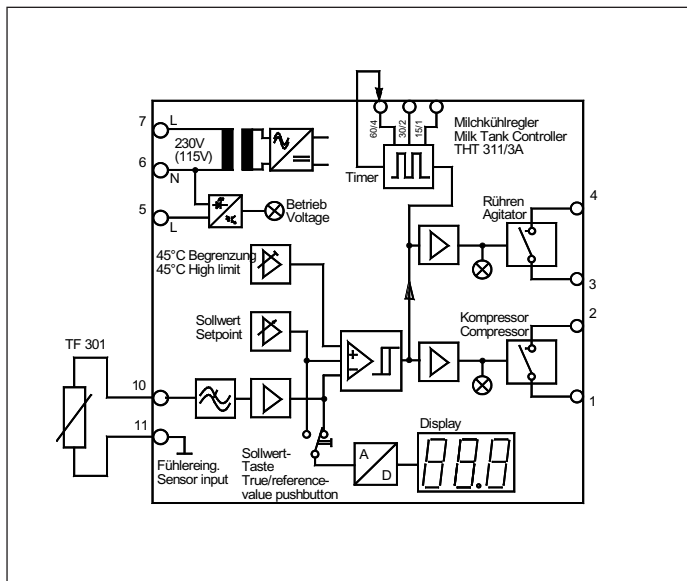 7
L
230V
(115V)
6
N
5
L
Betrieb
Voltage
60/4
30/2
15/1
Timer
Milchkühlregler
Milk Tank Controller
THT 311/3A
Rühren
Agitator
4
3
45°C Begrenzung
45°C High limit
Sollwert
Setpoint
+
−
Kompressor
Compressor
2
1
TF 301
10
11
Fühlereing.
Sensor input
Sollwert-
Taste
True/reference-
value pushbutton
A
D
Display
888